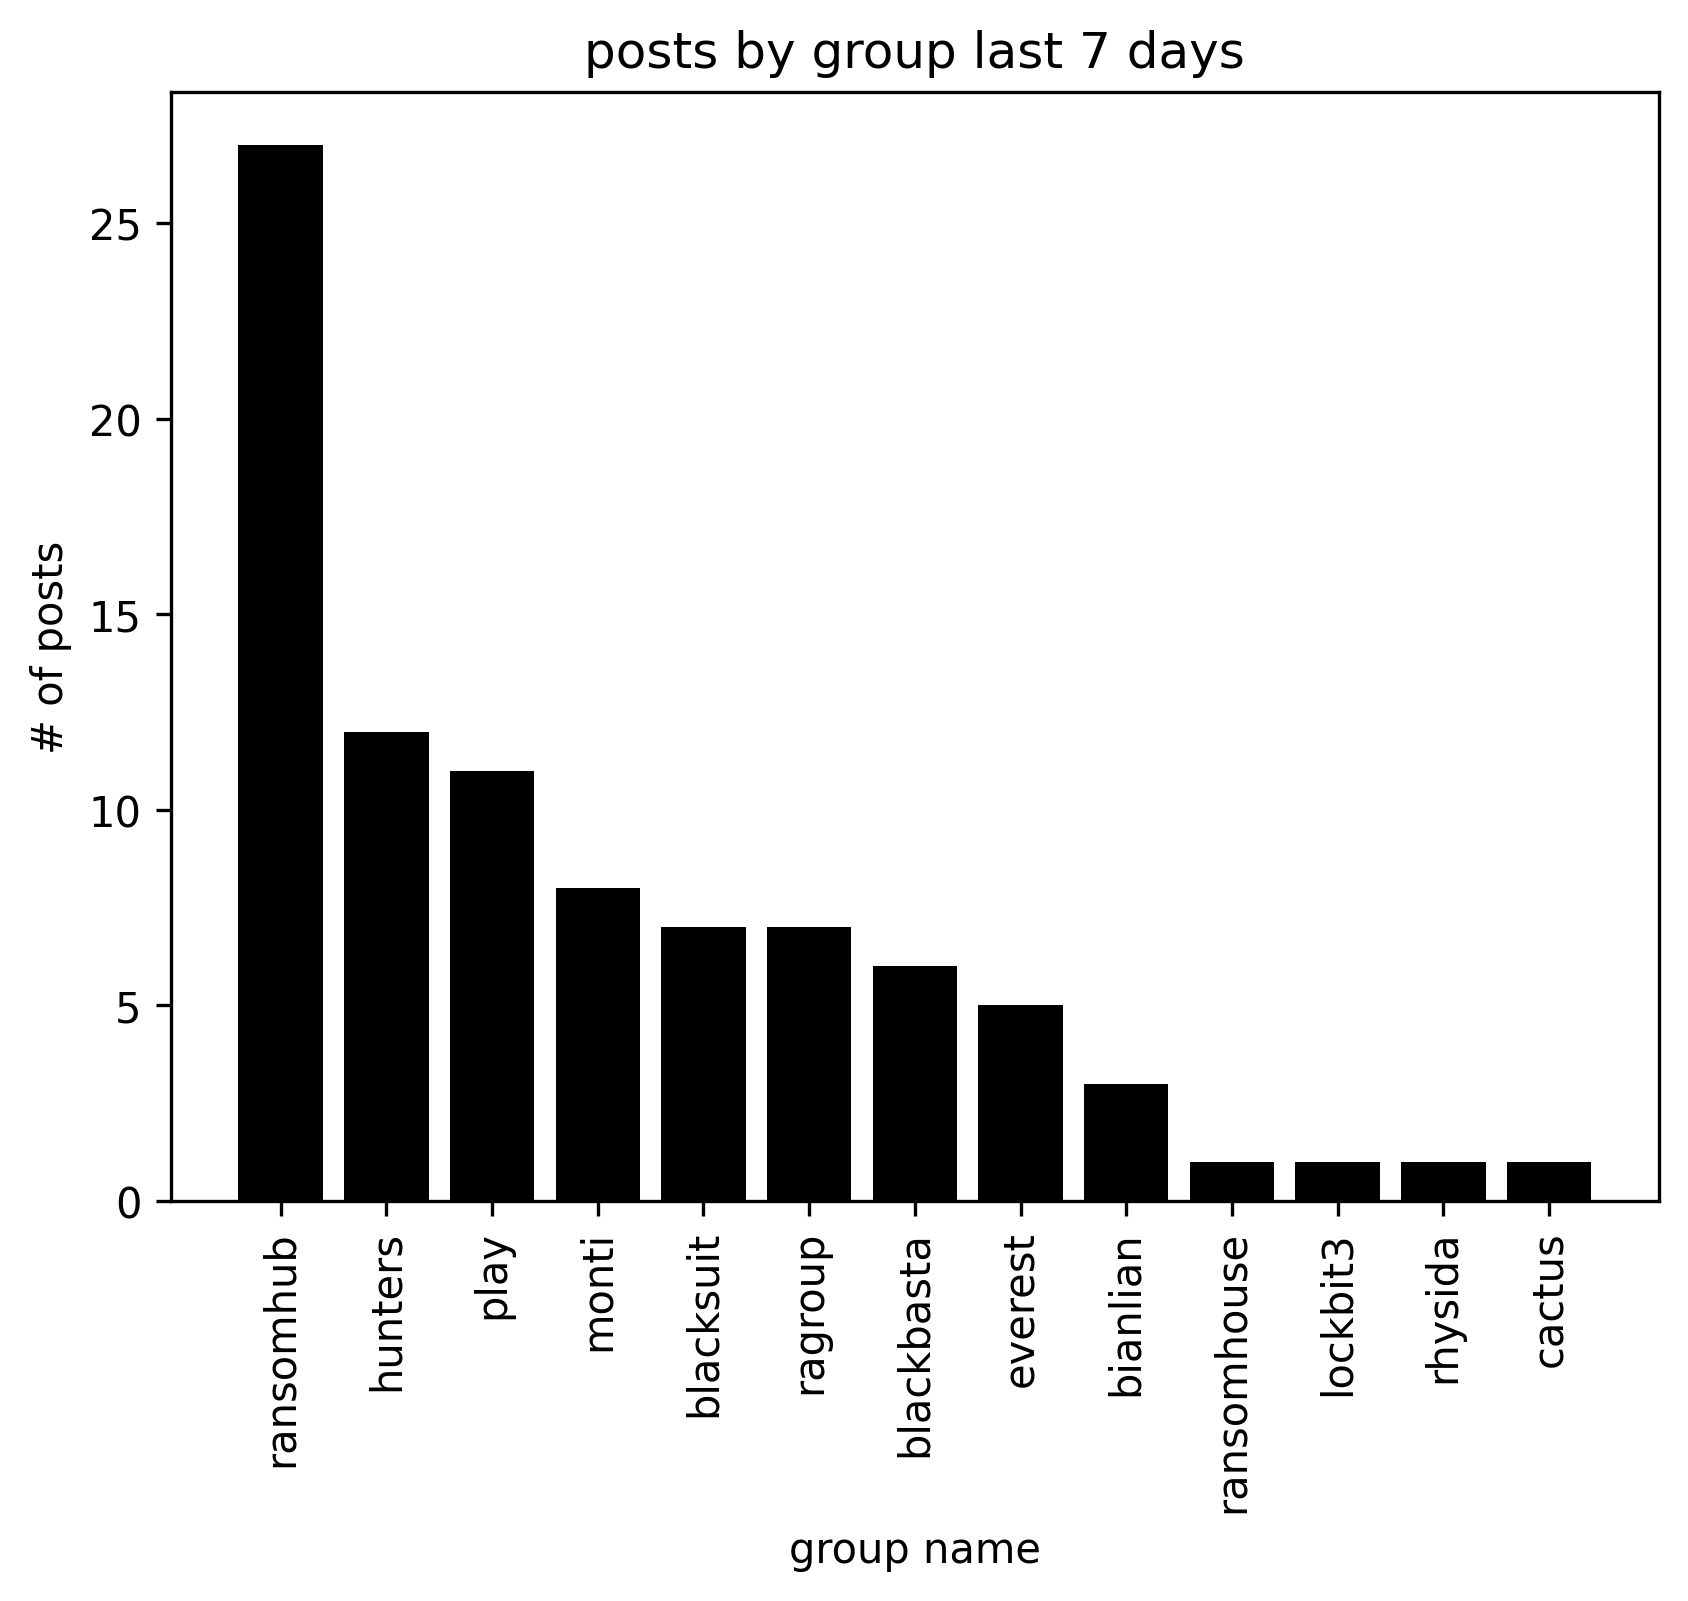 posts by group last 7 days
# of posts
25
20
15
10
5
0
ransomhub
hunters
play
monti
blacksuit
ragroup
blackbasta
everest
bianlian
ransomhouse
lockbit3
rhysida
cactus
group name